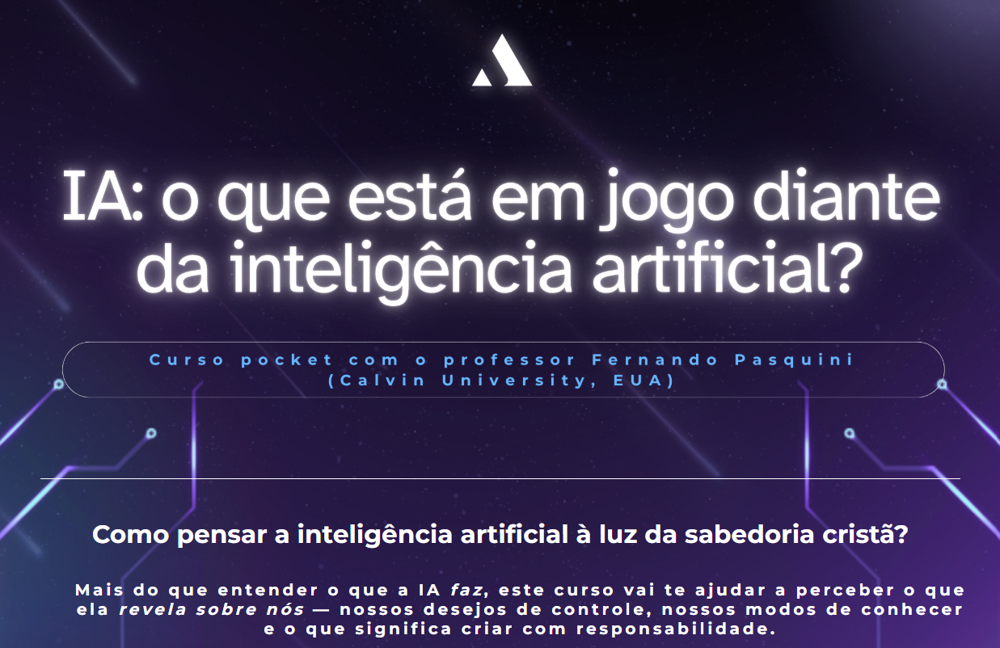 IA: o que está em jogo diante
da inteligência artificial?
Curso pocket com o professor Fernando Pasquini
(Calvin University, EUA)
Como pensar a inteligência artificial à luz da sabedoria cristã?
Mais do que entender o que a IA faz, este curso vai te ajudar a perceber o que
ela revela sobre nós — nossos desejos de controle, nossos modos de conhecer
e o que significa criar com responsabilidade.